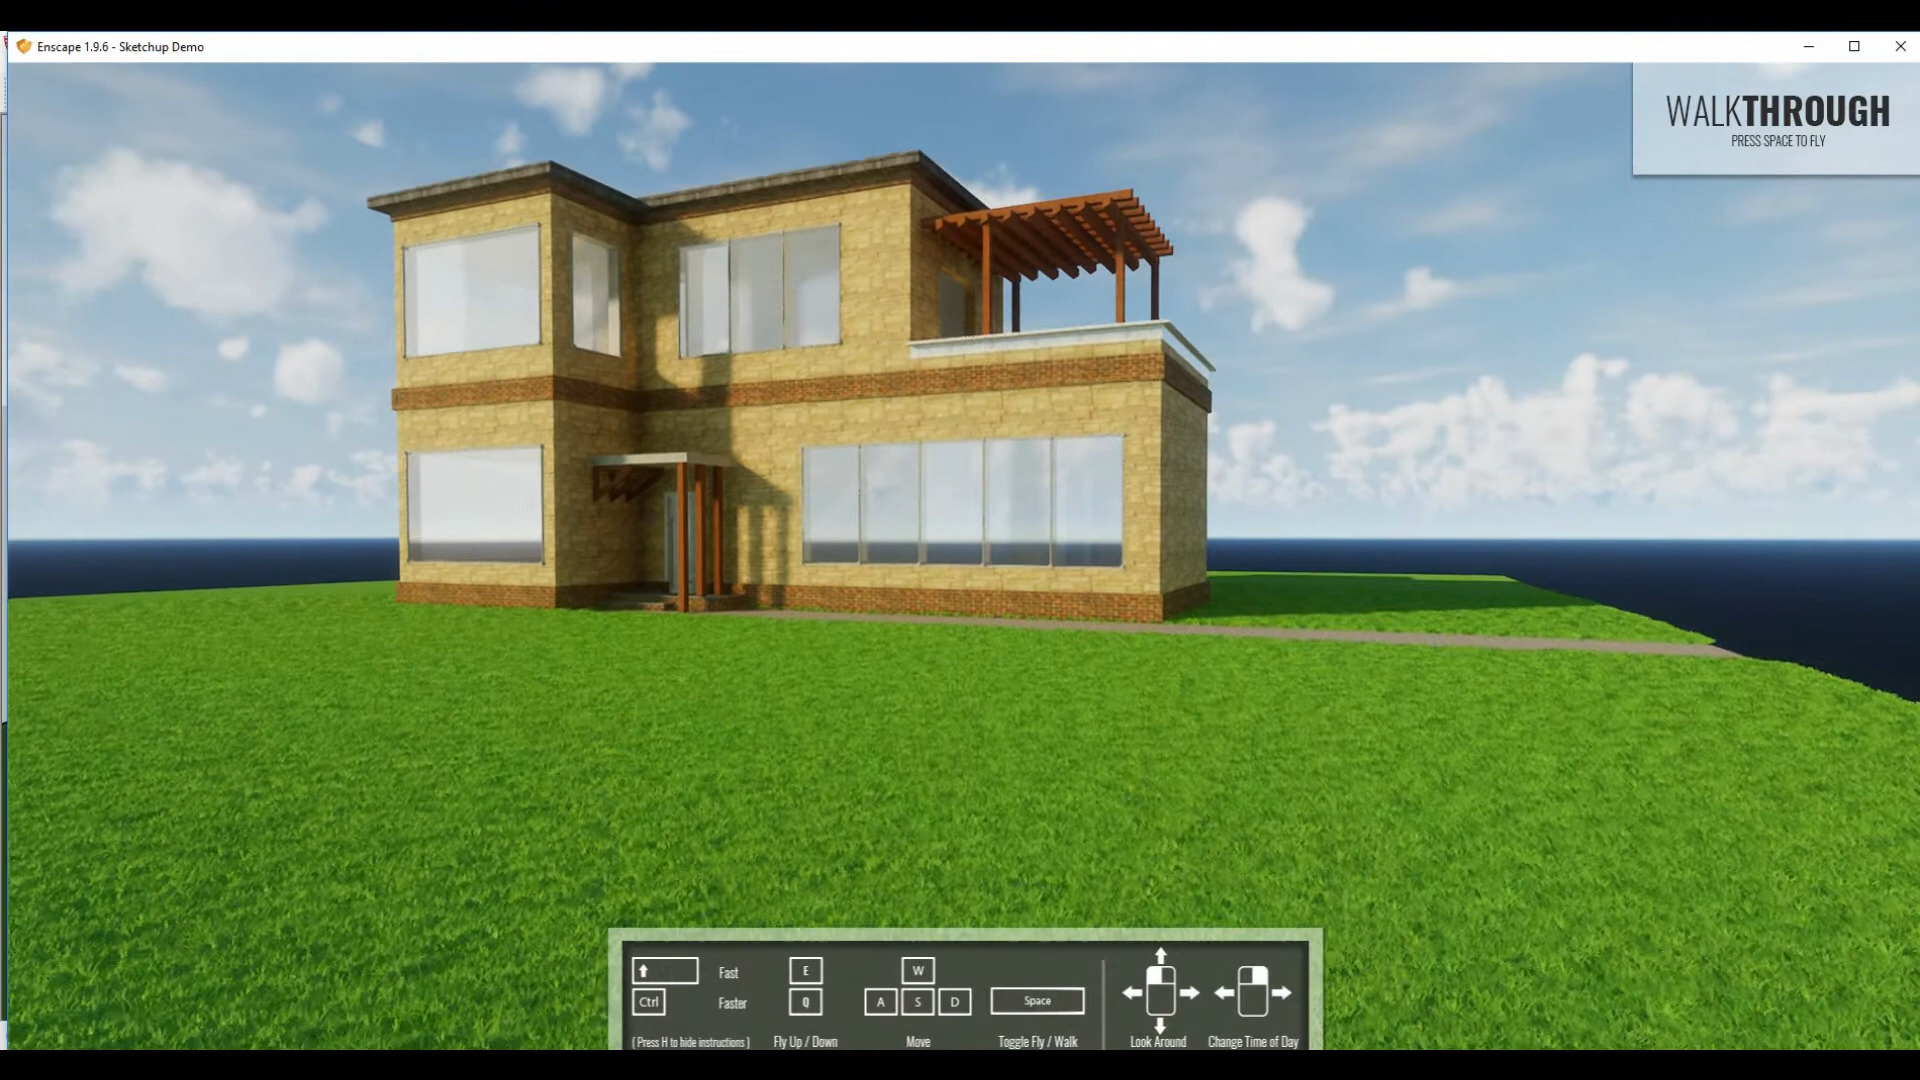 Enscape 1.9.6 - Sketchup Demo
WALKTHROUGH
PRESS SPACE TO FLY
Fast
E
W
Ctrl
Faster
Q
A
S
D
Space
( Press H to hide instructions )
Fly Up / Down
Move
Toggle Fly / Walk
Look Around
Change Time of Day